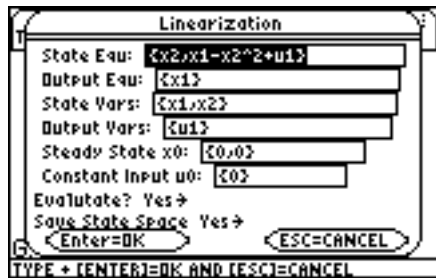 Linearization
State Equ: {x2,x1-x2^2+u1}
Output Equ: {x1}
State Vars: {x1,x2}
Output Vars: {u1}
Steady State x0: {0,0}
Constant Input u0: {0}
Evalutate? Yes→
Save State Space Yes→
Enter=OK ESC=CANCEL
TYPE + [ENTER]=OK AND [ESC]=CANCEL